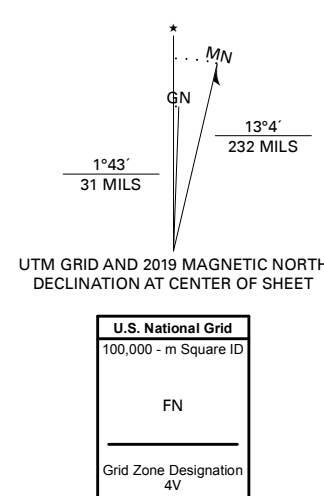 ★
MN
GN
13°4´
232 MILS
1°43´
31 MILS
UTM GRID AND 2019 MAGNETIC NORTH
DECLINATION AT CENTER OF SHEET
U.S. National Grid
100,000 - m Square ID
FN
Grid Zone Designation
4V